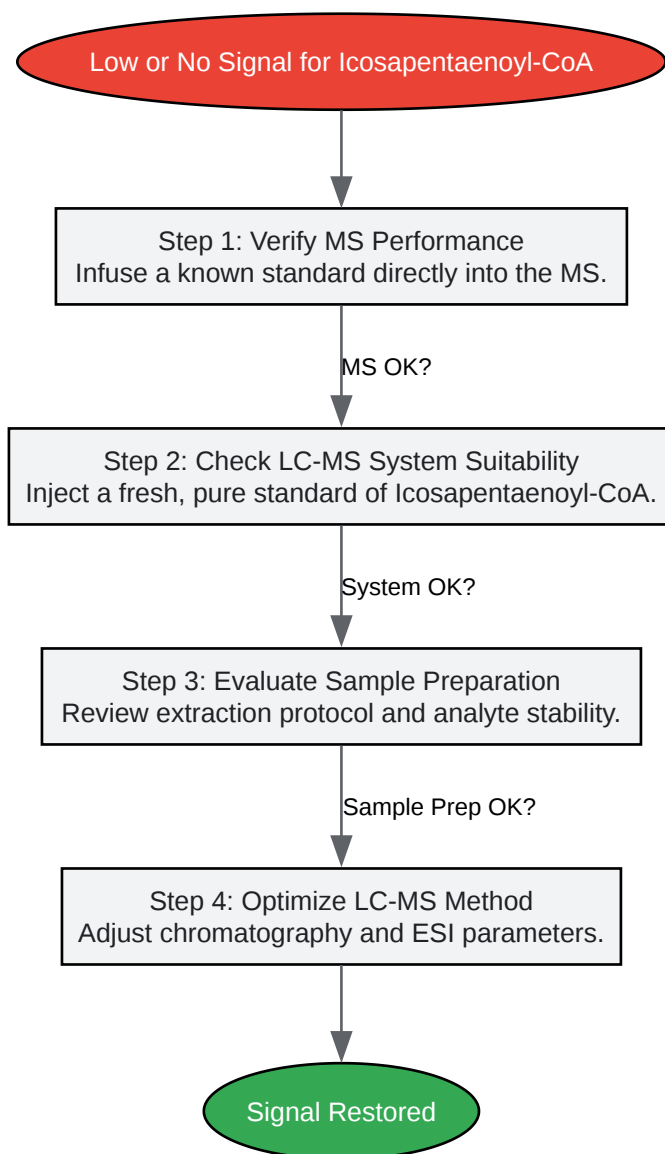 Low or No Signal for Icosapentaenoyl-CoA
Step 1: Verify MS Performance
Infuse a known standard directly into the MS.
MS OK?
Step 2: Check LC-MS System Suitability
Inject a fresh, pure standard of Icosapentaenoyl-CoA.
System OK?
Step 3: Evaluate Sample Preparation
Review extraction protocol and analyte stability.
Sample Prep OK?
Step 4: Optimize LC-MS Method
Adjust chromatography and ESI parameters.
Signal Restored